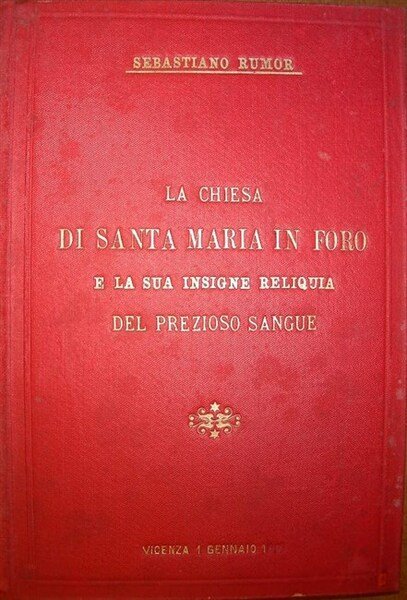 SEBASTIANO RUMOR
LA CHIESA
DI SANTA MARIA IN FORO
E LA SUA INSIGNE RELIQUIA
DEL PREZIOSO SANGUE
VICENZA 1 GENNAIO